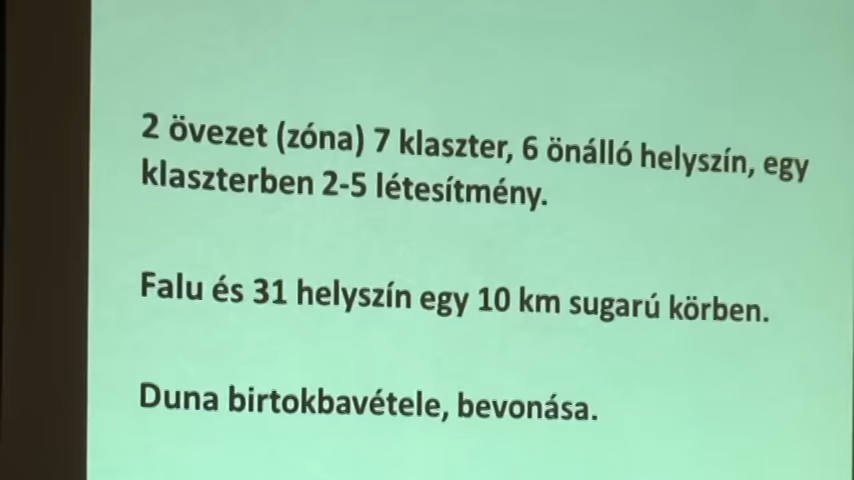 2 övezet (zóna) 7 klaszter, 6 önálló helyszín, egy
klaszterben 2-5 létesítmény.
Falu és 31 helyszín egy 10 km sugarú körben.
Duna birtokbavétele, bevonása.